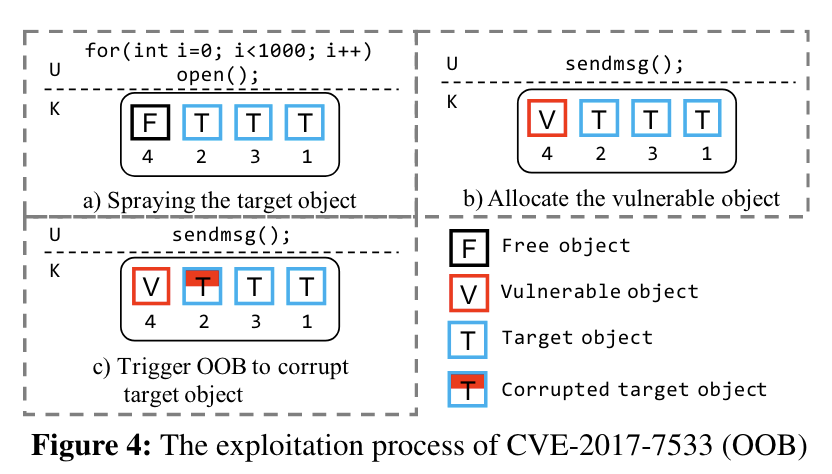 for(int i=0; i<1000; i++)
U
open();
K
F T T T
4 2 3 1
a) Spraying the target object
U sendmsg();
K
V T T T
4 2 3 1
b) Allocate the vulnerable object
U sendmsg();
K
V T T T
4 2 3 1
c) Trigger OOB to corrupt
target object
F Free object
V Vulnerable object
T Target object
T Corrupted target object
Figure 4: The exploitation process of CVE-2017-7533 (OOB)